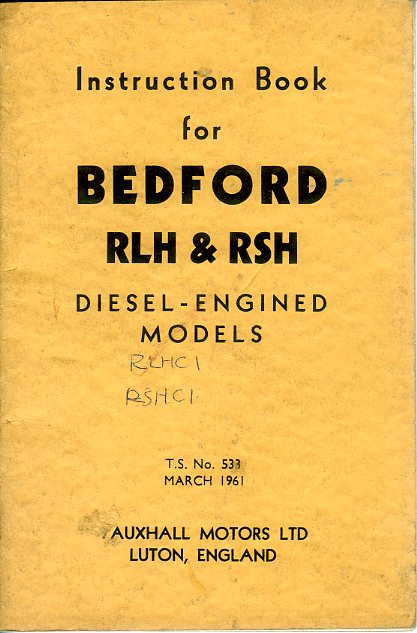 Instruction Book
for
BEDFORD
RLH & RSH
DIESEL-ENGINED
MODELS
RLHC1
RSHC1
T.S. No. 533
MARCH 1961
AUXHALL MOTORS LTD
LUTON, ENGLAND